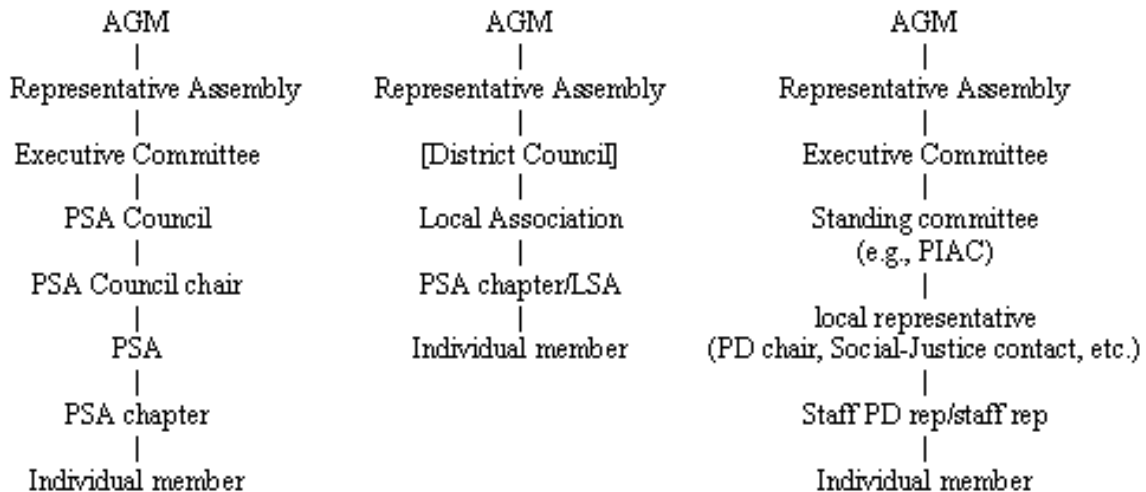 AGM
Representative Assembly
Executive Committee
PSA Council
PSA Council chair
PSA
PSA chapter
Individual member
AGM
Representative Assembly
[District Council]
Local Association
PSA chapter/LSA
Individual member
AGM
Representative Assembly
Executive Committee
Standing committee
(e.g., PIAC)
local representative
(PD chair, Social-Justice contact, etc.)
Staff PD rep/staff rep
Individual member